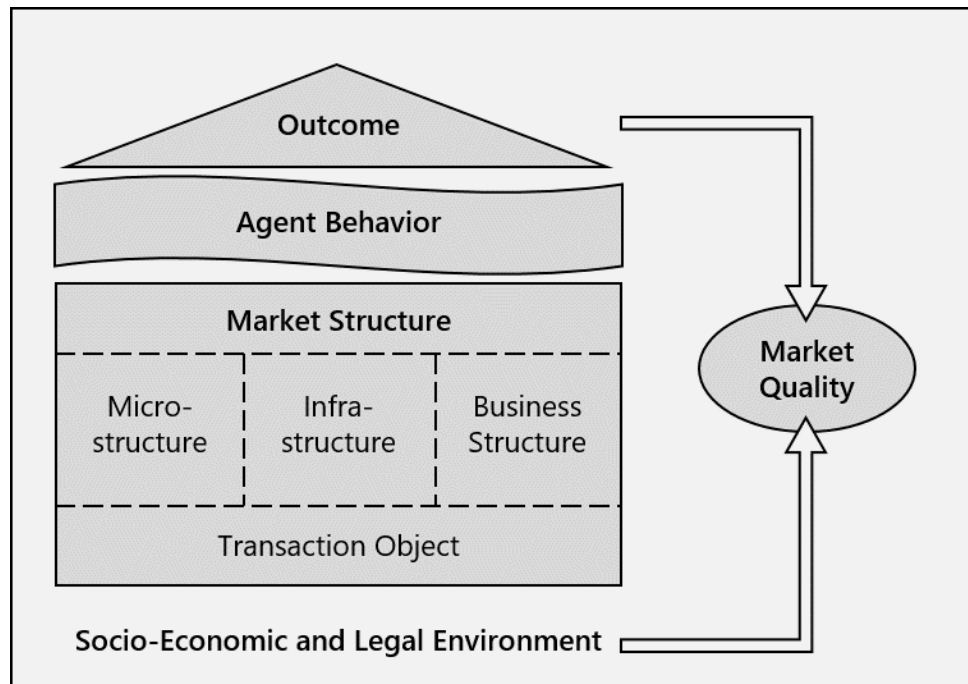 Outcome
Agent Behavior
Market Structure
Micro-
structure
Infra-
structure
Business
Structure
Transaction Object
Socio-Economic and Legal Environment
Market
Quality